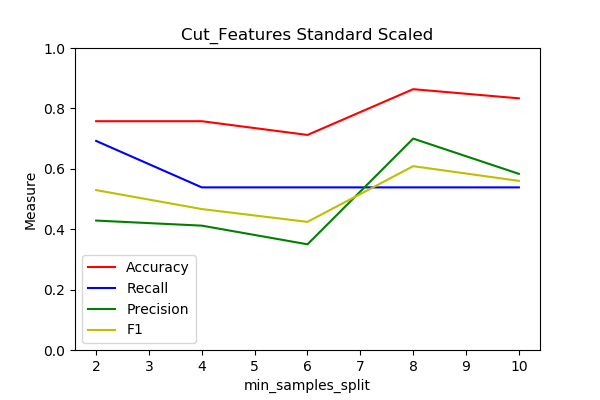 Cut_Features Standard Scaled
Measure
1.0
0.8
0.6
0.4
0.2
0.0
Accuracy
Recall
Precision
F1
2 3 4 5 6 7 8 9 10
min_samples_split